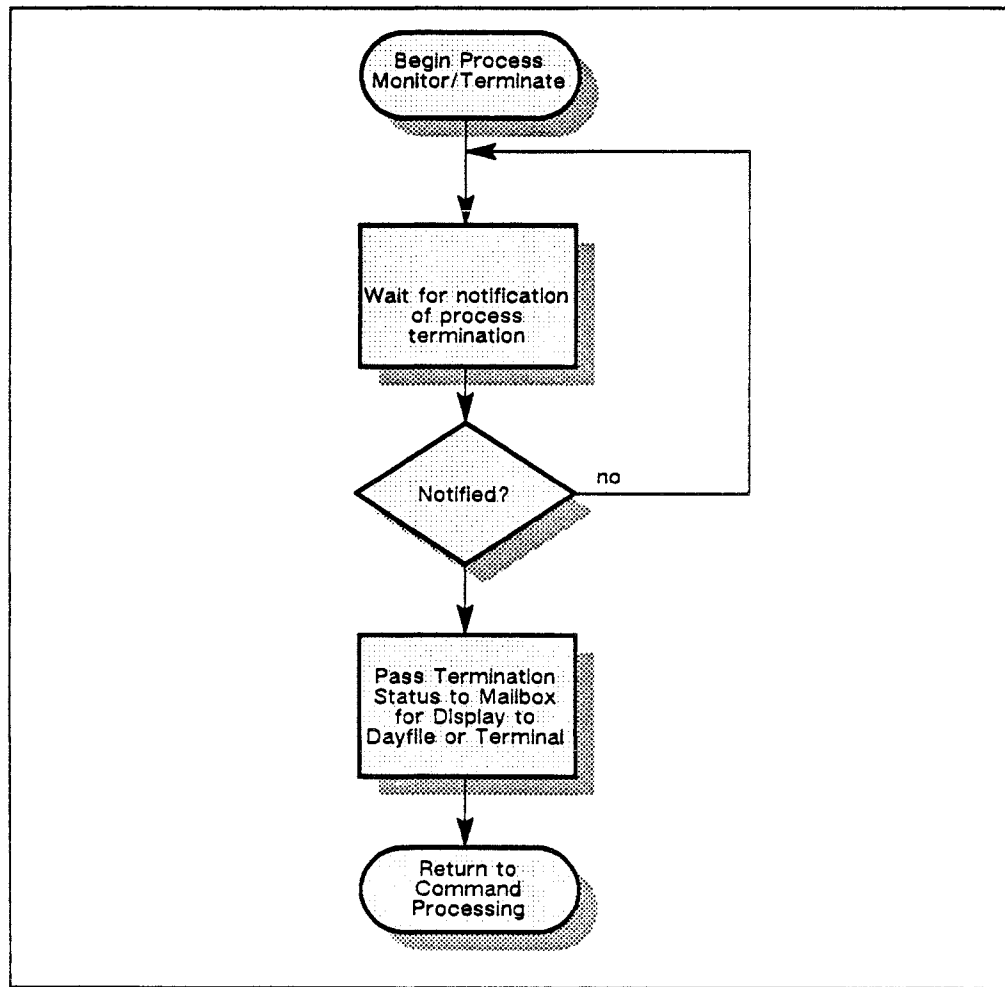 Begin Process
Monitor/Terminate
Wait for notification
of process
termination
Notified?
no
Pass Termination
Status to Mailbox
for Display to
Dayfile or Terminal
Return to
Command
Processing